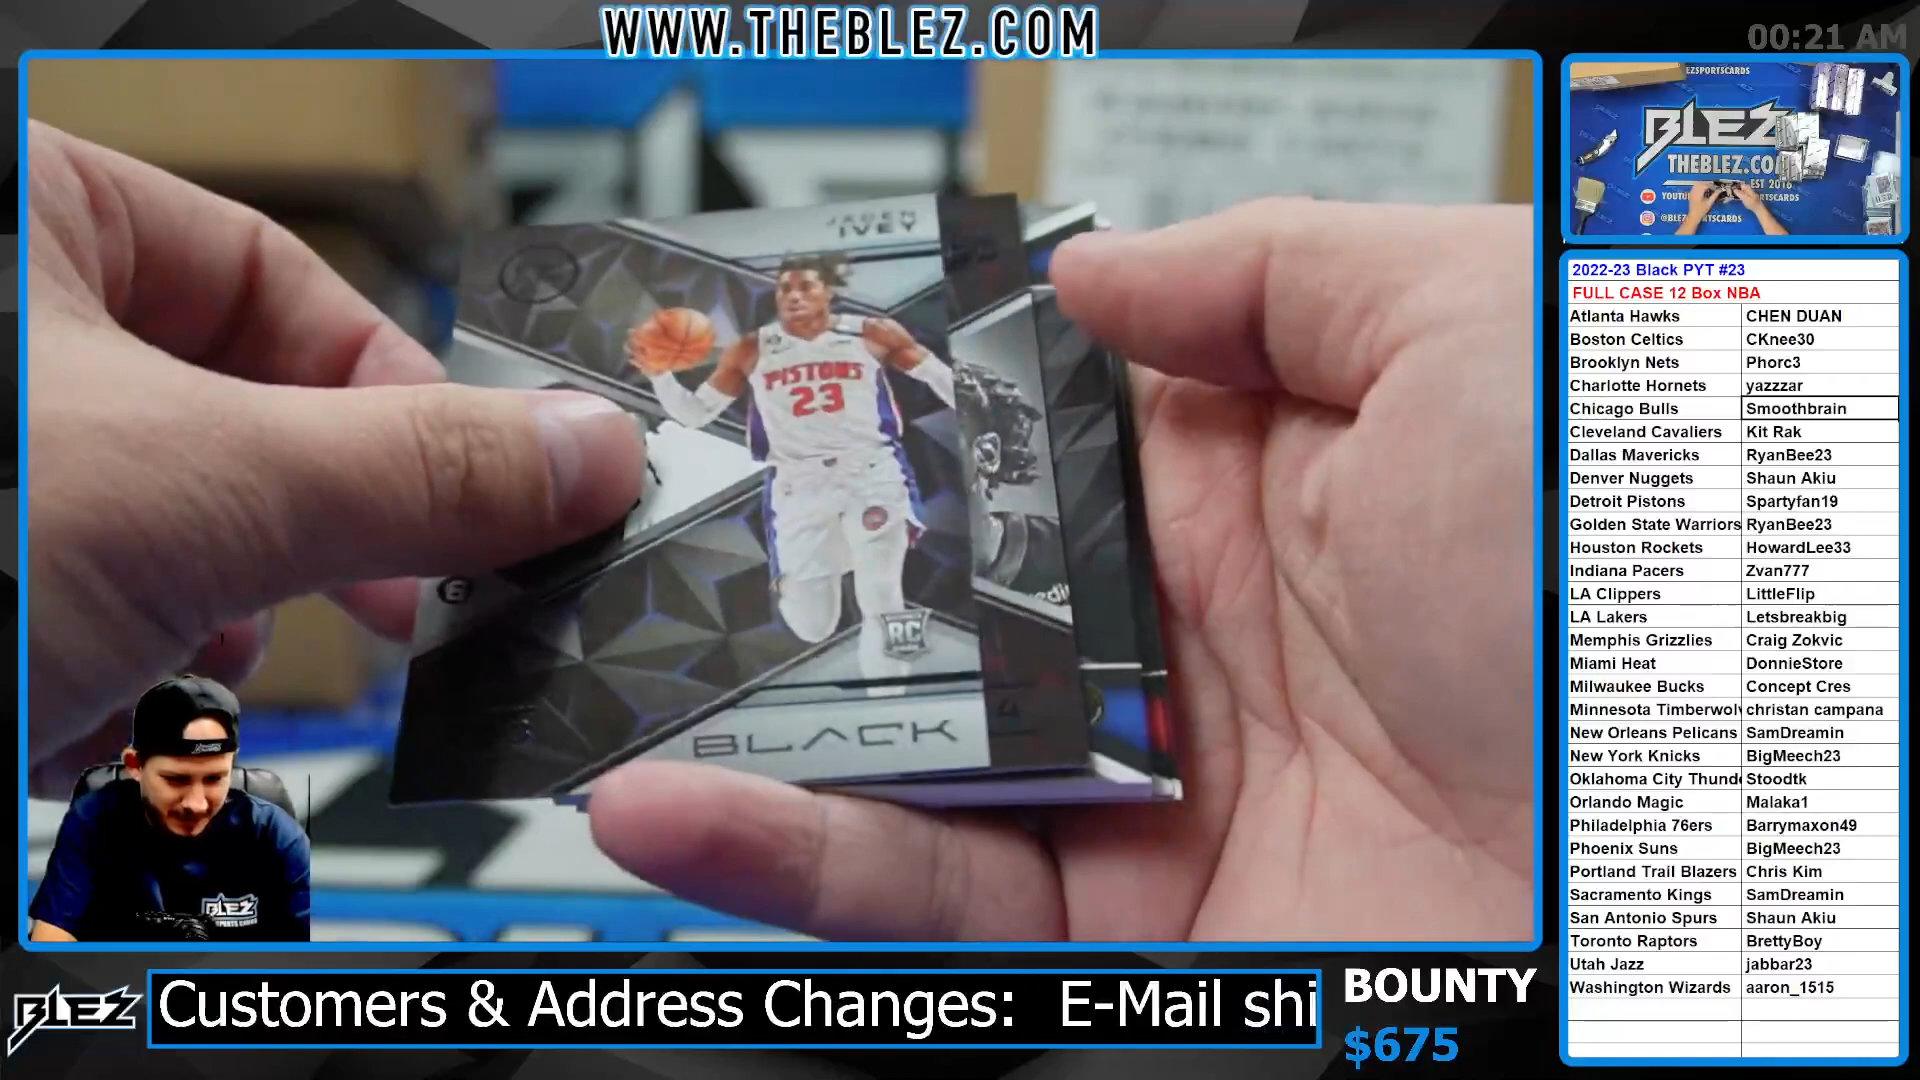 WWW.THEBLEZ.COM
00:21 AM
EZSPORTSCARDS
BLEZ
THEBLEZ.CO
EST 2016
JADEN
IVEY
PISTONS
23
RC
BLACK
BLEZ
2022-23 Black PYT #23
FULL CASE 12 Box NBA
Atlanta Hawks CHEN DUAN
Boston Celtics CKnee30
Brooklyn Nets Phorc3
Charlotte Hornets yazzzar
Chicago Bulls Smoothbrain
Cleveland Cavaliers Kit Rak
Dallas Mavericks RyanBee23
Denver Nuggets Shaun Akiu
Detroit Pistons Spartyfan19
Golden State Warriors RyanBee23
Houston Rockets HowardLee33
Indiana Pacers Zvan777
LA Clippers LittleFlip
LA Lakers Letsbreakbig
Memphis Grizzlies Craig Zokvic
Miami Heat DonnieStore
Milwaukee Bucks Concept Cres
Minnesota Timberwolv christan campana
New Orleans Pelicans SamDreamin
New York Knicks BigMeech23
Oklahoma City Thunde Stoodtk
Orlando Magic Malaka1
Philadelphia 76ers Barrymaxon49
Phoenix Suns BigMeech23
Portland Trail Blazers Chris Kim
Sacramento Kings SamDreamin
San Antonio Spurs Shaun Akiu
Toronto Raptors BrettyBoy
Utah Jazz jabbar23
Washington Wizards aaron_1515
BLEZ
Customers & Address Changes: E-Mail shi
BOUNTY
$675